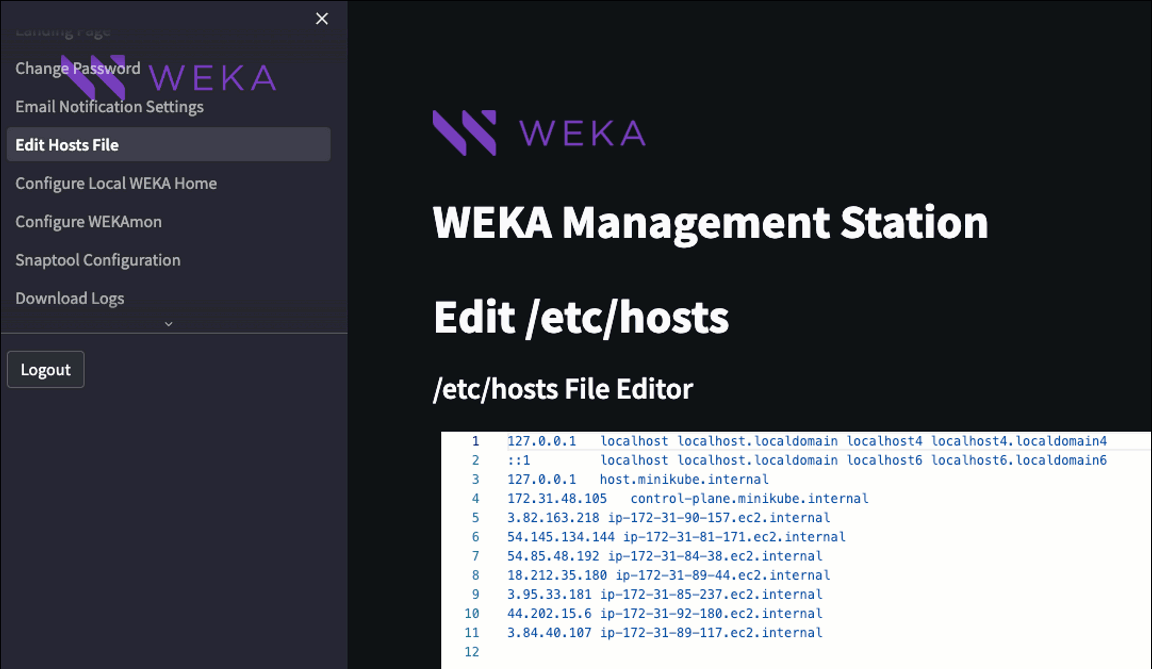 Landing Page
Change Password
WEKA
Email Notification Settings
Edit Hosts File
Configure Local WEKA Home
Configure WEKAmon
Snaptool Configuration
Download Logs
Logout
WEKA
WEKA Management Station
Edit /etc/hosts
/etc/hosts File Editor
1 127.0.0.1 localhost localhost.localdomain localhost4 localhost4.localdomain4
2 ::1 localhost localhost.localdomain localhost6 localhost6.localdomain6
3 127.0.0.1 host.minikube.internal
4 172.31.48.105 control-plane.minikube.internal
5 3.82.163.218 ip-172-31-90-157.ec2.internal
6 54.145.134.144 ip-172-31-81-171.ec2.internal
7 54.85.48.192 ip-172-31-84-38.ec2.internal
8 18.212.35.180 ip-172-31-89-44.ec2.internal
9 3.95.33.181 ip-172-31-85-237.ec2.internal
10 44.202.15.6 ip-172-31-92-180.ec2.internal
11 3.84.40.107 ip-172-31-89-117.ec2.internal
12